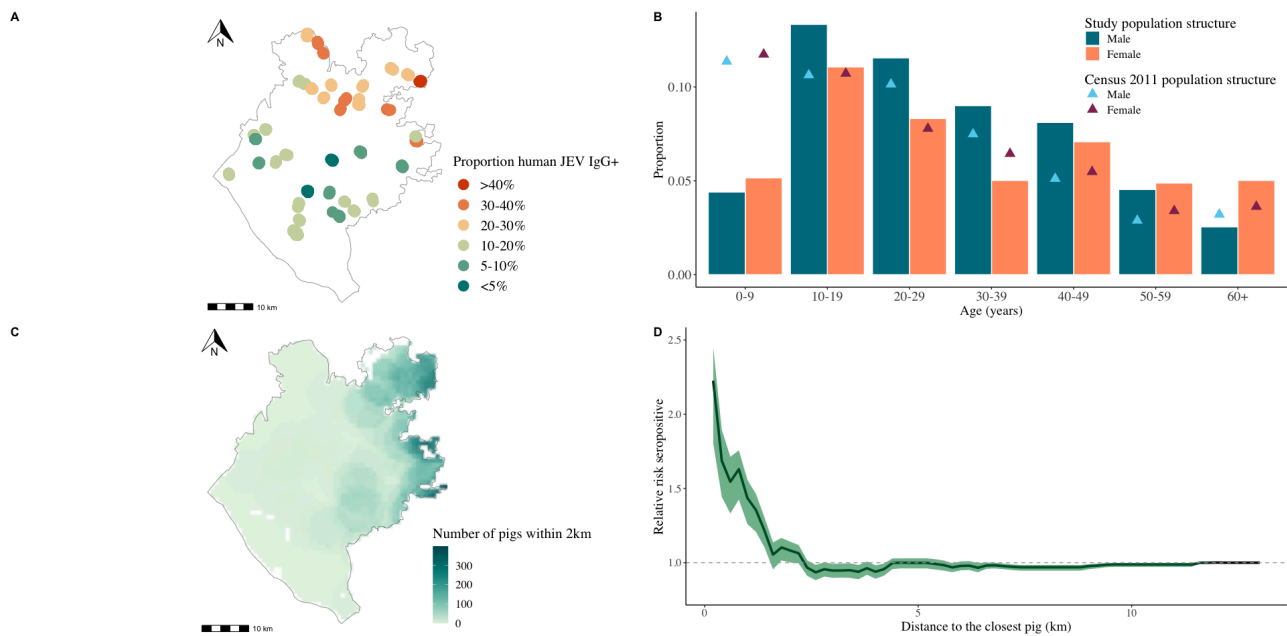 A
N
Proportion human JEV IgG+
>40%
30-40%
20-30%
10-20%
5-10%
<5%
10 km
B
Study population structure
Male
Female
Census 2011 population structure
Male
Female
0.10
0.05
0.00
Proportion
0-9 10-19 20-29 30-39 40-49 50-59 60+
Age (years)
C
N
Number of pigs within 2km
300
200
100
0
10 km
D
2.5
2.0
1.5
1.0
Relative risk seropositive
0 5 10
Distance to the closest pig (km)